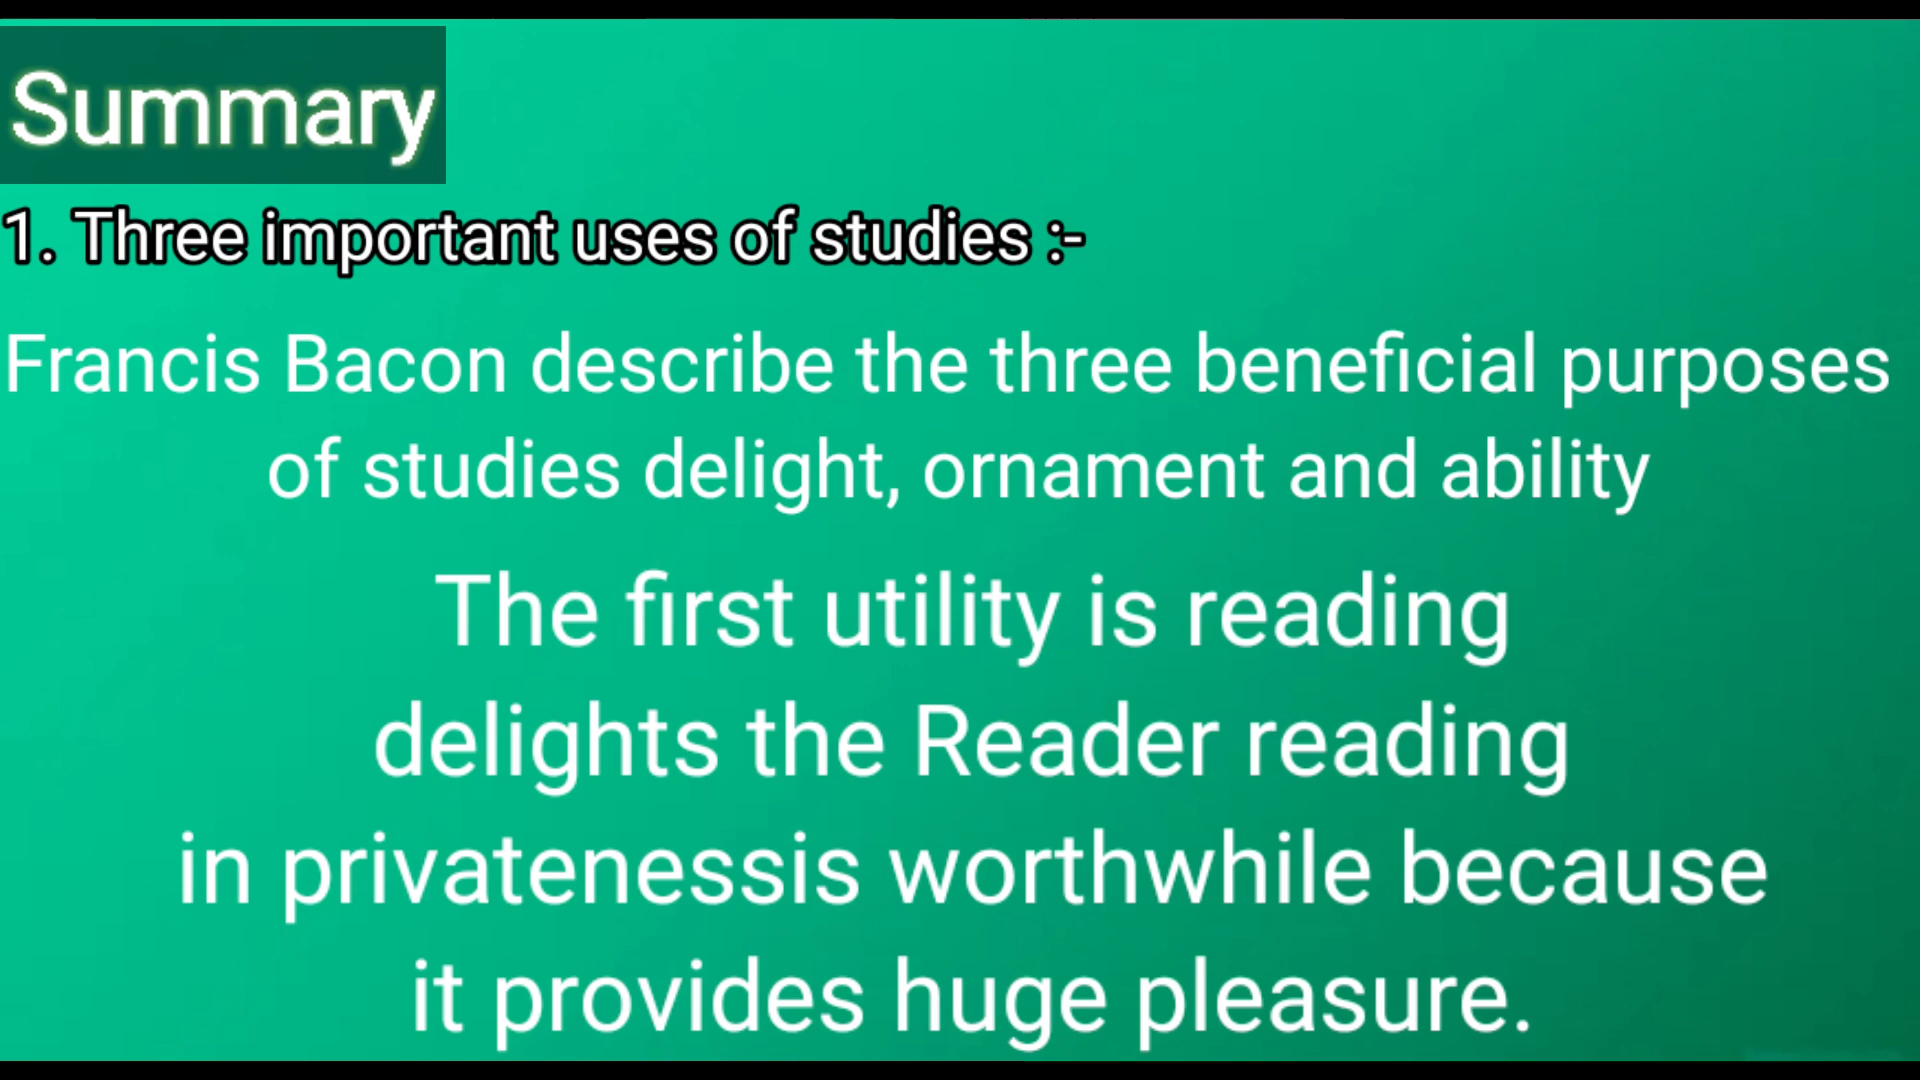 Summary
1. Three important uses of studies :-
Francis Bacon describe the three beneficial purposes
of studies delight, ornament and ability
The first utility is reading
delights the Reader reading
in privatenessis worthwhile because
it provides huge pleasure.